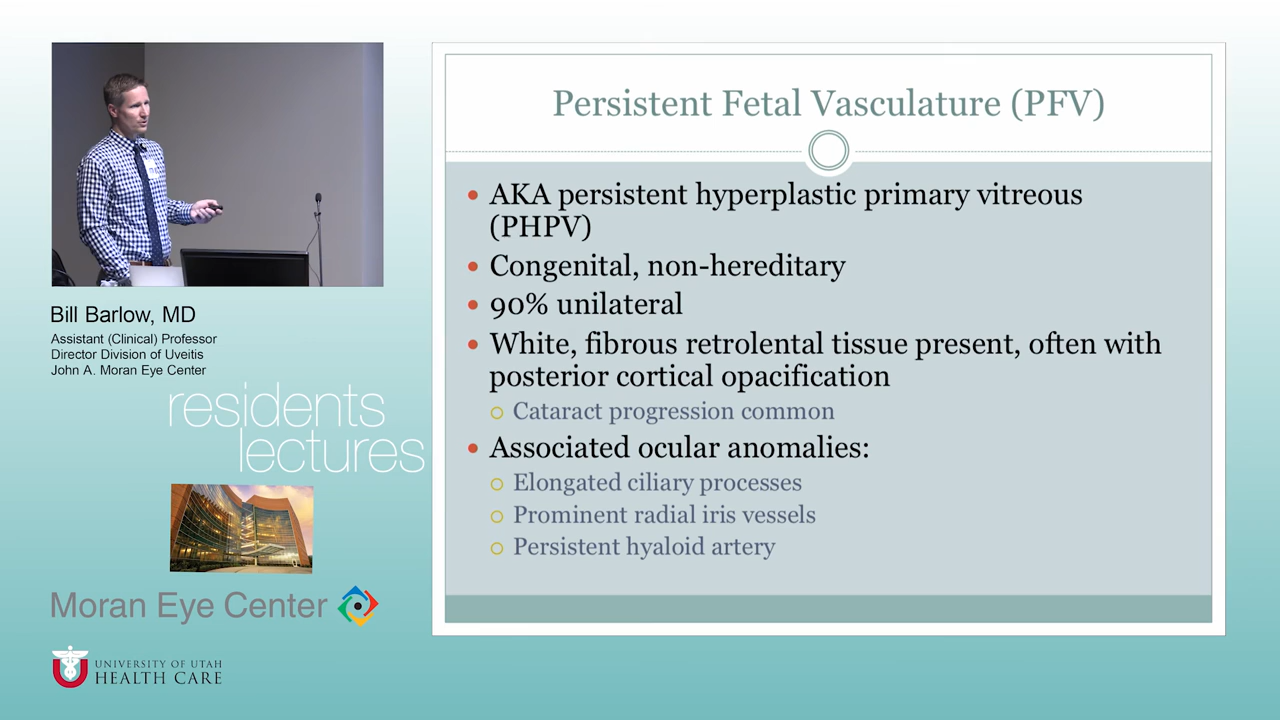 Persistent Fetal Vasculature (PFV)
AKA persistent hyperplastic primary vitreous
(PHPV)
Congenital, non-hereditary
90% unilateral
White, fibrous retrolental tissue present, often with
posterior cortical opacification
Cataract progression common
Associated ocular anomalies:
Elongated ciliary processes
Prominent radial iris vessels
Persistent hyaloid artery
Bill Barlow, MD
Assistant (Clinical) Professor
Director Division of Uveitis
John A. Moran Eye Center
residents
lectures
Moran Eye Center
UNIVERSITY OF UTAH
HEALTH CARE